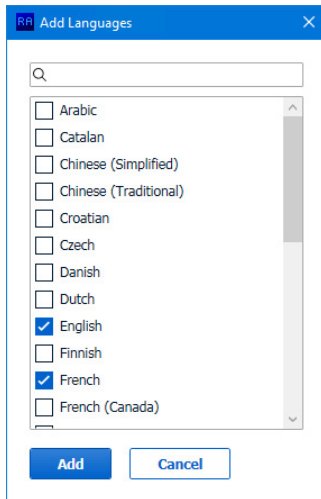 RA Add Languages
Arabic
Catalan
Chinese (Simplified)
Chinese (Traditional)
Croatian
Czech
Danish
Dutch
English
Finnish
French
French (Canada)
Add Cancel